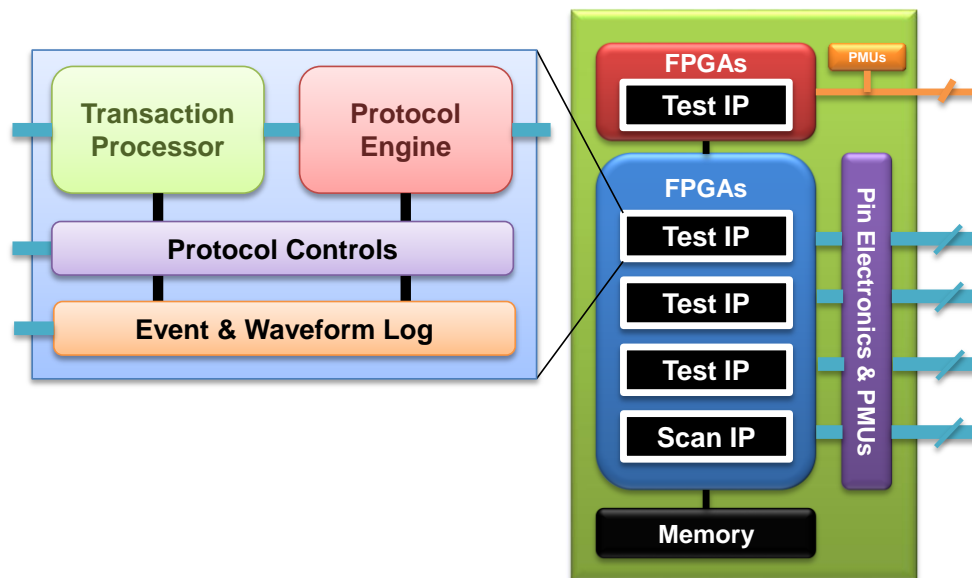 Transaction
Processor
Protocol
Engine
Protocol Controls
Event & Waveform Log
FPGAs
Test IP
PMUs
FPGAs
Test IP
Test IP
Test IP
Scan IP
Pin Electronics & PMUs
Memory